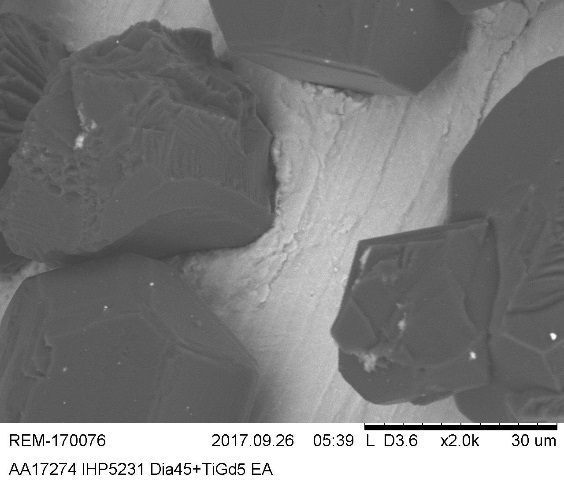 REM-170076 2017.09.26 05:39 L D3.6 x2.0k 30 um
AA17274 IHP5231 Dia45+TiGd5 EA